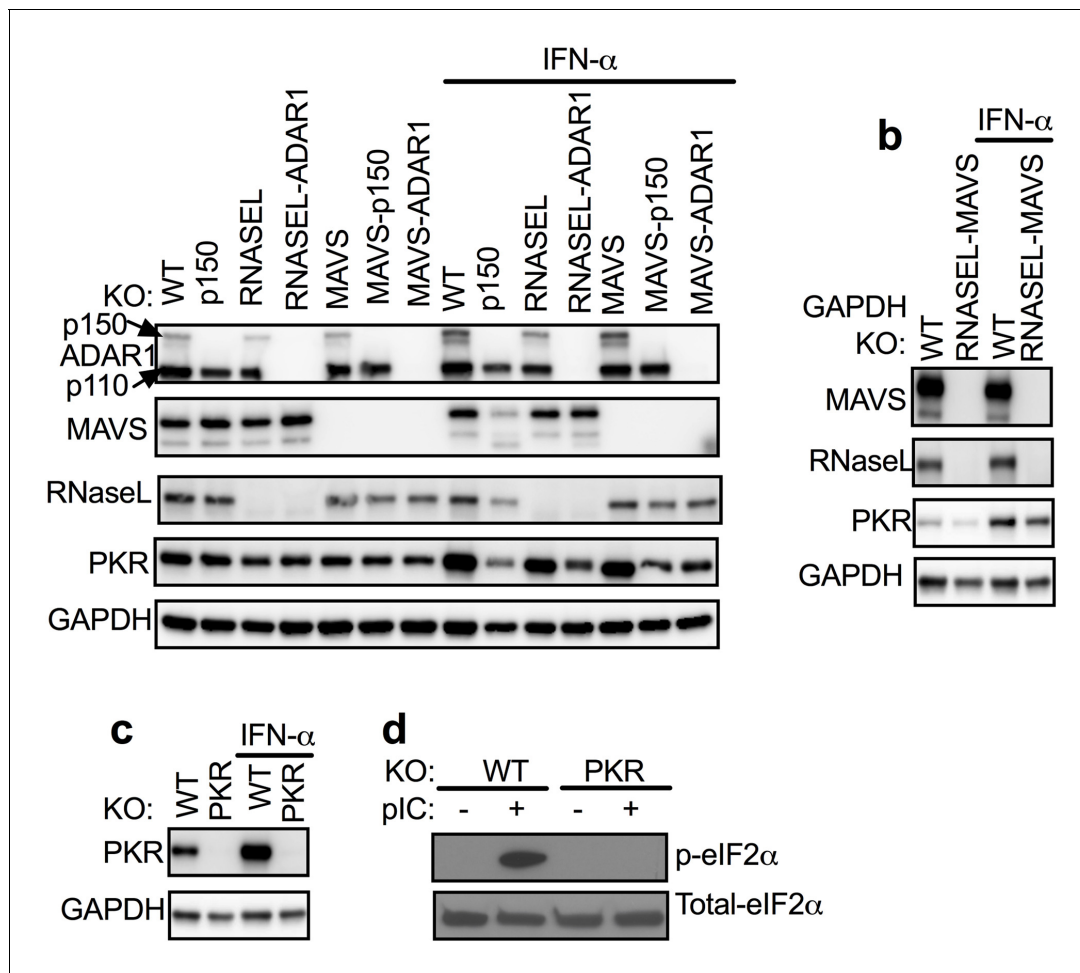 IFN-α
KO:
WT
p150
RNASEL
RNASEL-ADAR1
MAVS
MAVS-p150
MAVS-ADAR1
WT
p150
RNASEL
RNASEL-ADAR1
MAVS
MAVS-p150
MAVS-ADAR1
p150
ADAR1
p110
MAVS
RNaseL
PKR
GAPDH
b
IFN-α
GAPDH
KO:
WT
RNASEL-MAVS
WT
RNASEL-MAVS
MAVS
RNaseL
PKR
GAPDH
c
IFN-α
KO:
WT
PKR
WT
PKR
PKR
GAPDH
d
KO: WT PKR
pIC: - + - +
p-eIF2α
Total-eIF2α